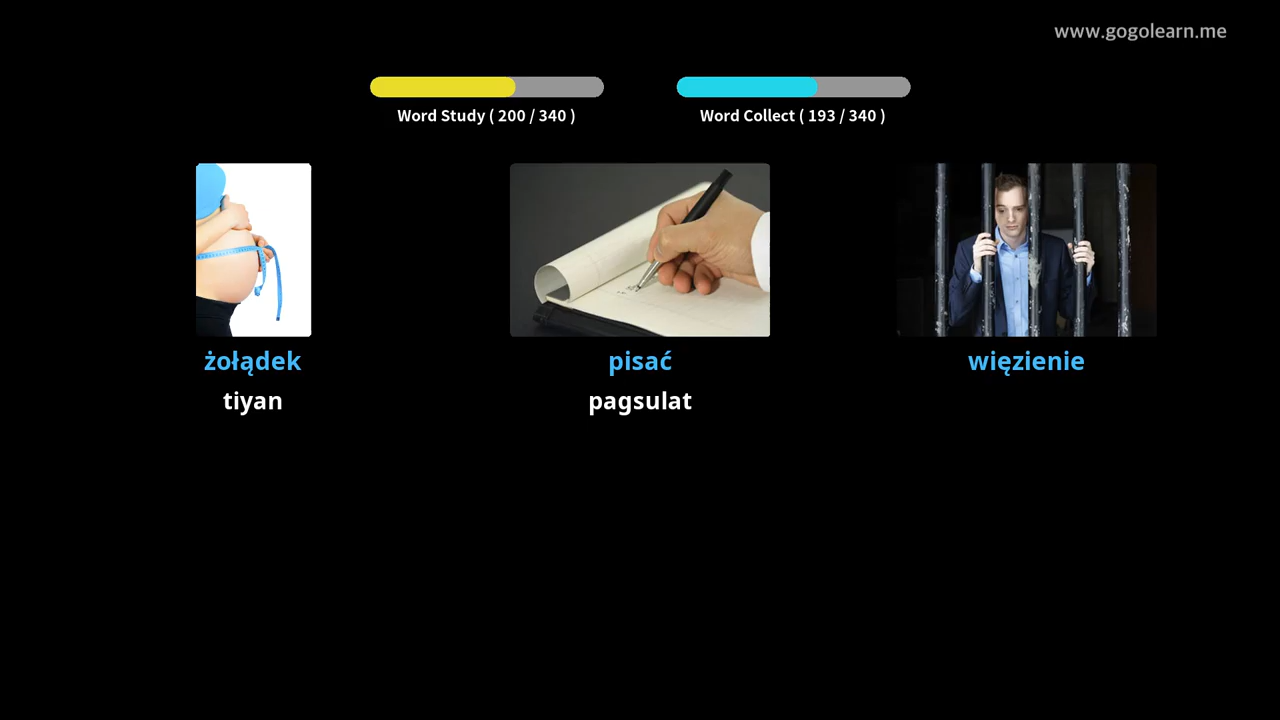 www.gogolearn.me
Word Study ( 200 / 340 )
Word Collect ( 193 / 340 )
żołądek
pisać
więzienie
tiyan
pagsulat